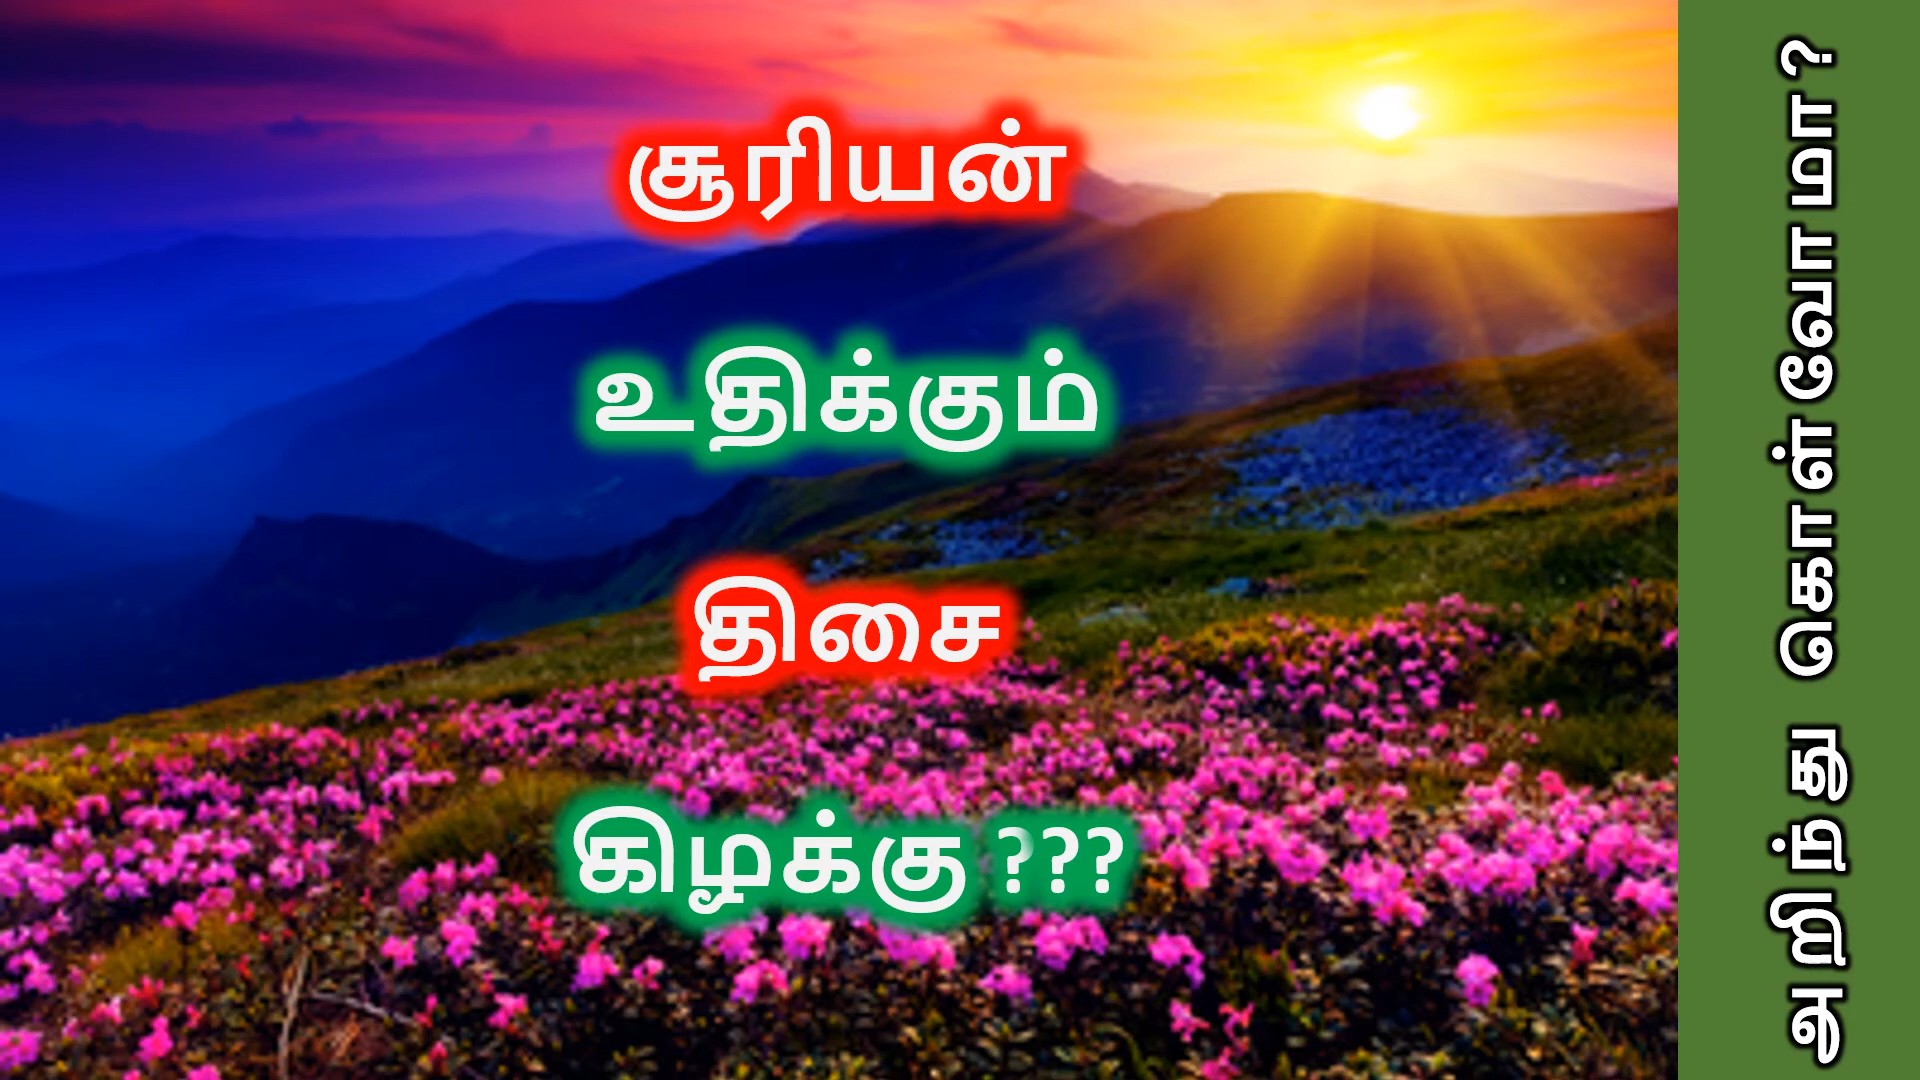 சூரியன்
உதிக்கும்
திசை
கிழக்கு ???
அறிந்து கொள்வோமா?